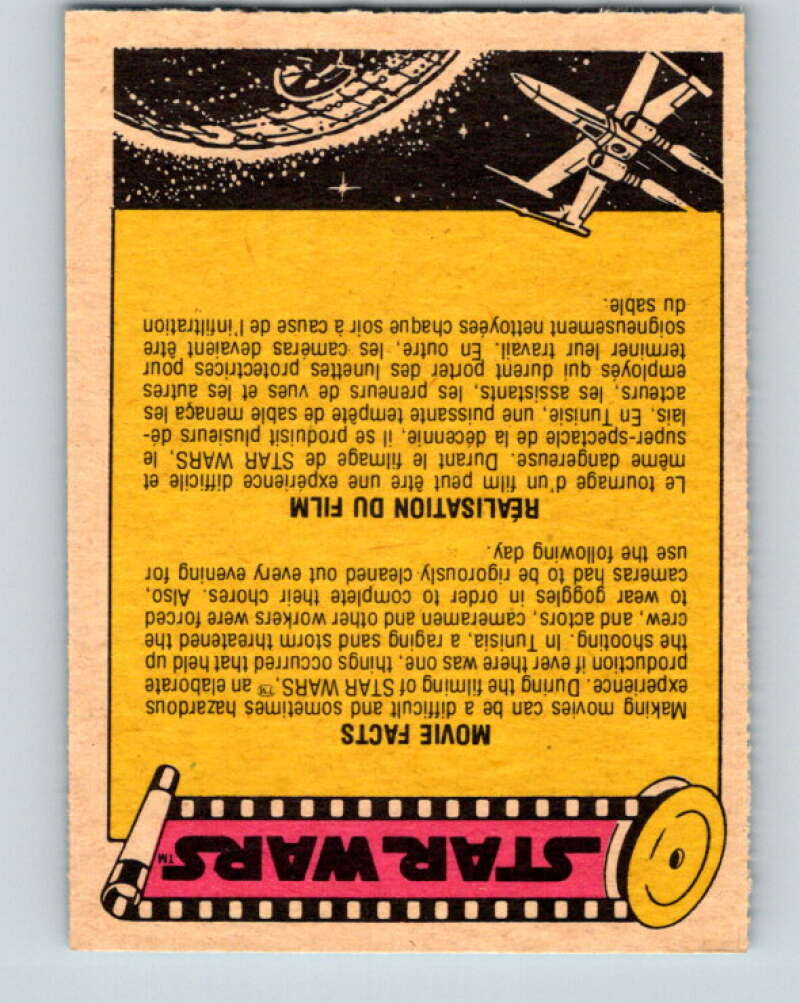 STAR WARS™
MOVIE FACTS
Making movies can be a difficult and sometimes hazardous
experience. During the filming of STAR WARS,™ an elaborate
production if ever there was one, things occurred that held up
the shooting. In Tunisia, a raging sand storm threatened the
crew, and actors, cameramen and other workers were forced
to wear goggles in order to complete their chores. Also,
cameras had to be rigorously cleaned out every evening for
use the following day.
RÉALISATION DU FILM
Le tournage d'un film peut être une expérience difficile et
même dangereuse. Durant le filmage de STAR WARS, le
super-spectacle de la décennie, il se produisit plusieurs dé-
lais. En Tunisie, une puissante tempête de sable menaça les
acteurs, les assistants, les preneurs de vues et les autres
employés qui durent porter des lunettes protectrices pour
terminer leur travail. En outre, les caméras devaient être
soigneusement nettoyées chaque soir à cause de l'infiltration
du sable.